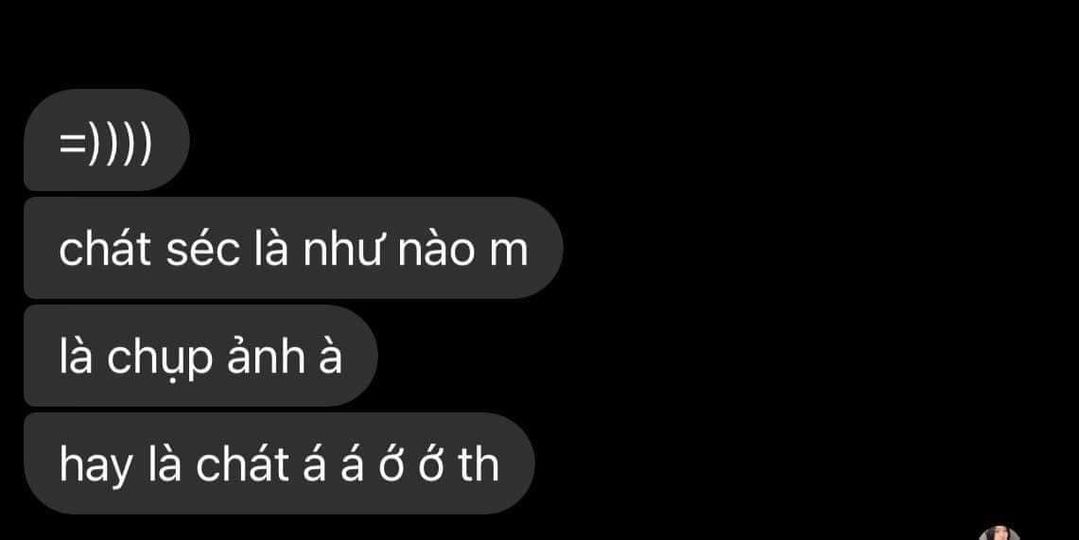 =))))
chát séc là như nào m
là chụp ảnh à
hay là chát á á ớ ớ th